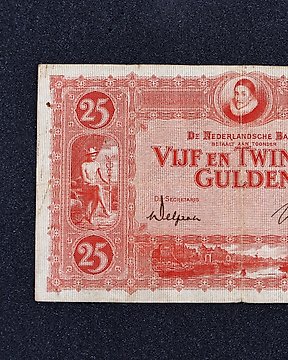 25
DE NEDERLANDSCHE BA
BETAALT AAN TOONDER
VIJF EN TWIN
GULDEN
DE SECRETARIS
25